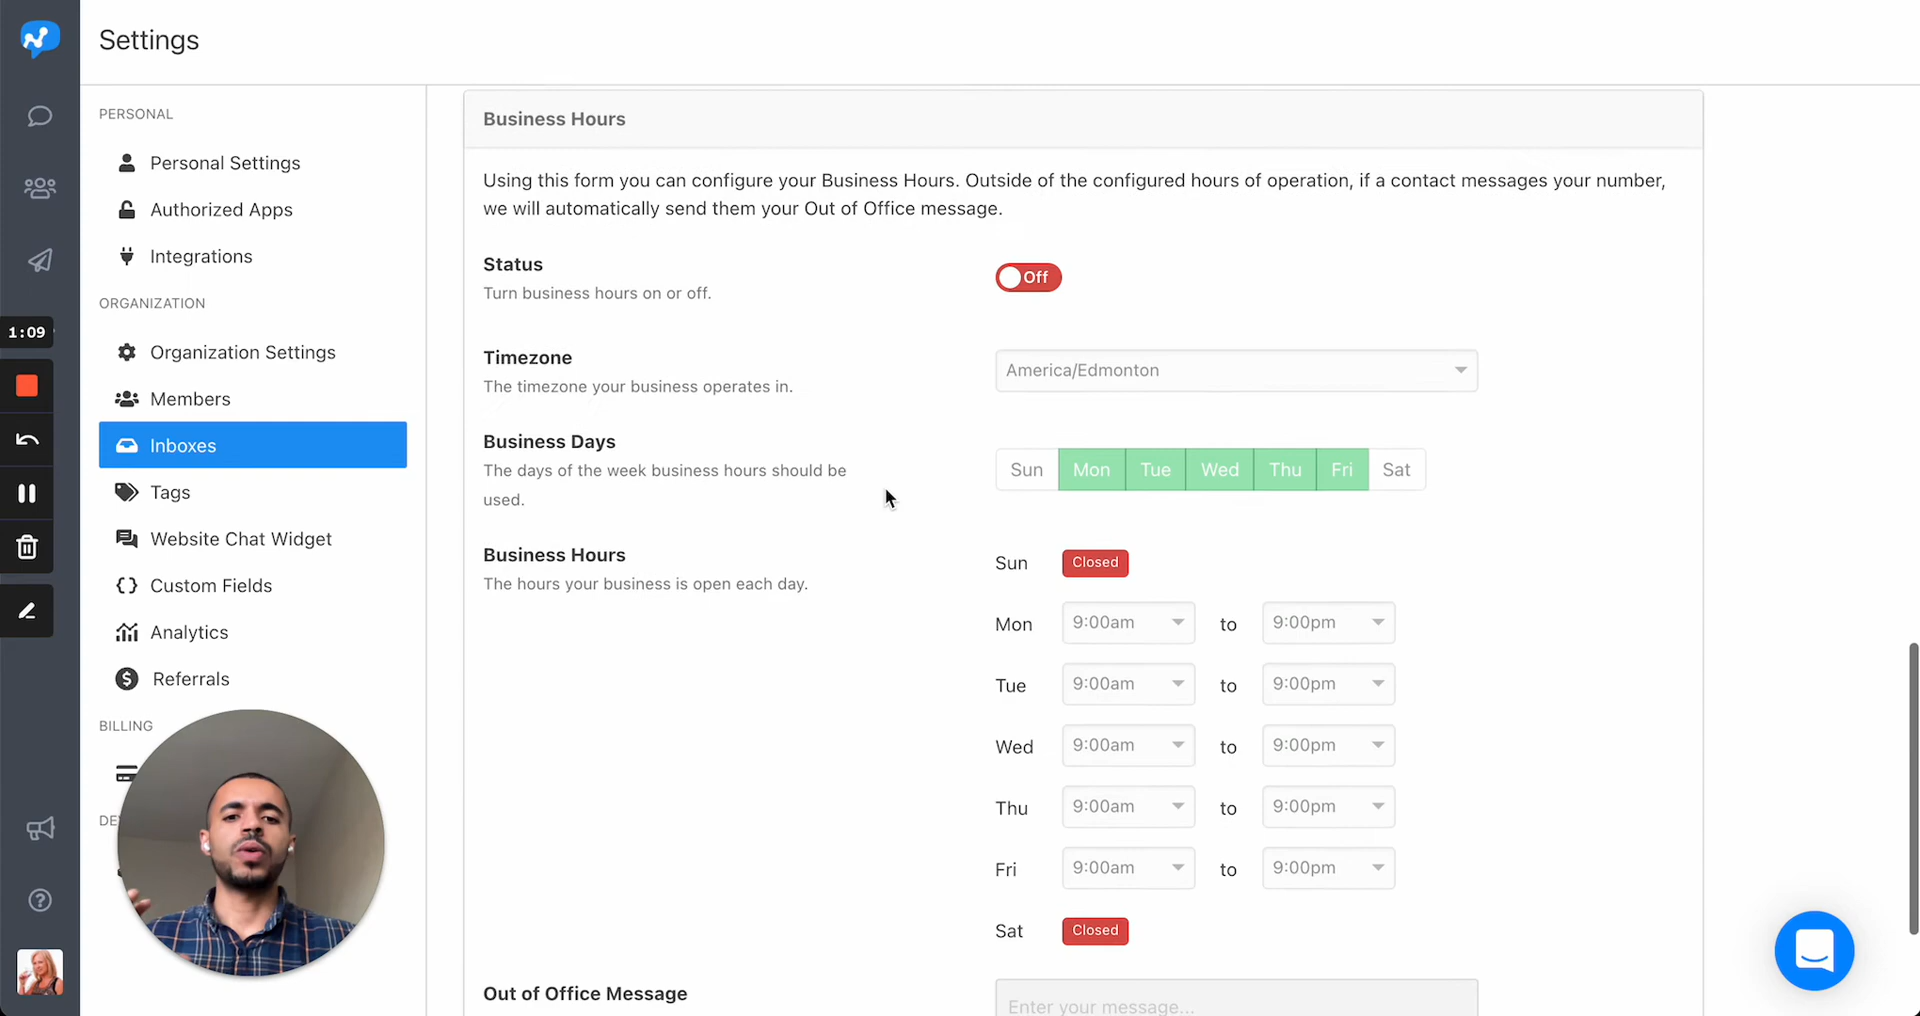 Settings
PERSONAL
Personal Settings
Authorized Apps
Integrations
ORGANIZATION
1:09
Organization Settings
Members
Inboxes
Tags
Website Chat Widget
Custom Fields
Analytics
Referrals
BILLING
Business Hours
Using this form you can configure your Business Hours. Outside of the configured hours of operation, if a contact messages your number,
we will automatically send them your Out of Office message.
Status
Off
Turn business hours on or off.
Timezone
The timezone your business operates in.
America/Edmonton
Business Days
The days of the week business hours should be
used.
Sun Mon Tue Wed Thu Fri Sat
Business Hours
The hours your business is open each day.
Sun Closed
Mon 9:00am to 9:00pm
Tue 9:00am to 9:00pm
Wed 9:00am to 9:00pm
Thu 9:00am to 9:00pm
Fri 9:00am to 9:00pm
Sat Closed
Out of Office Message
Enter your message...